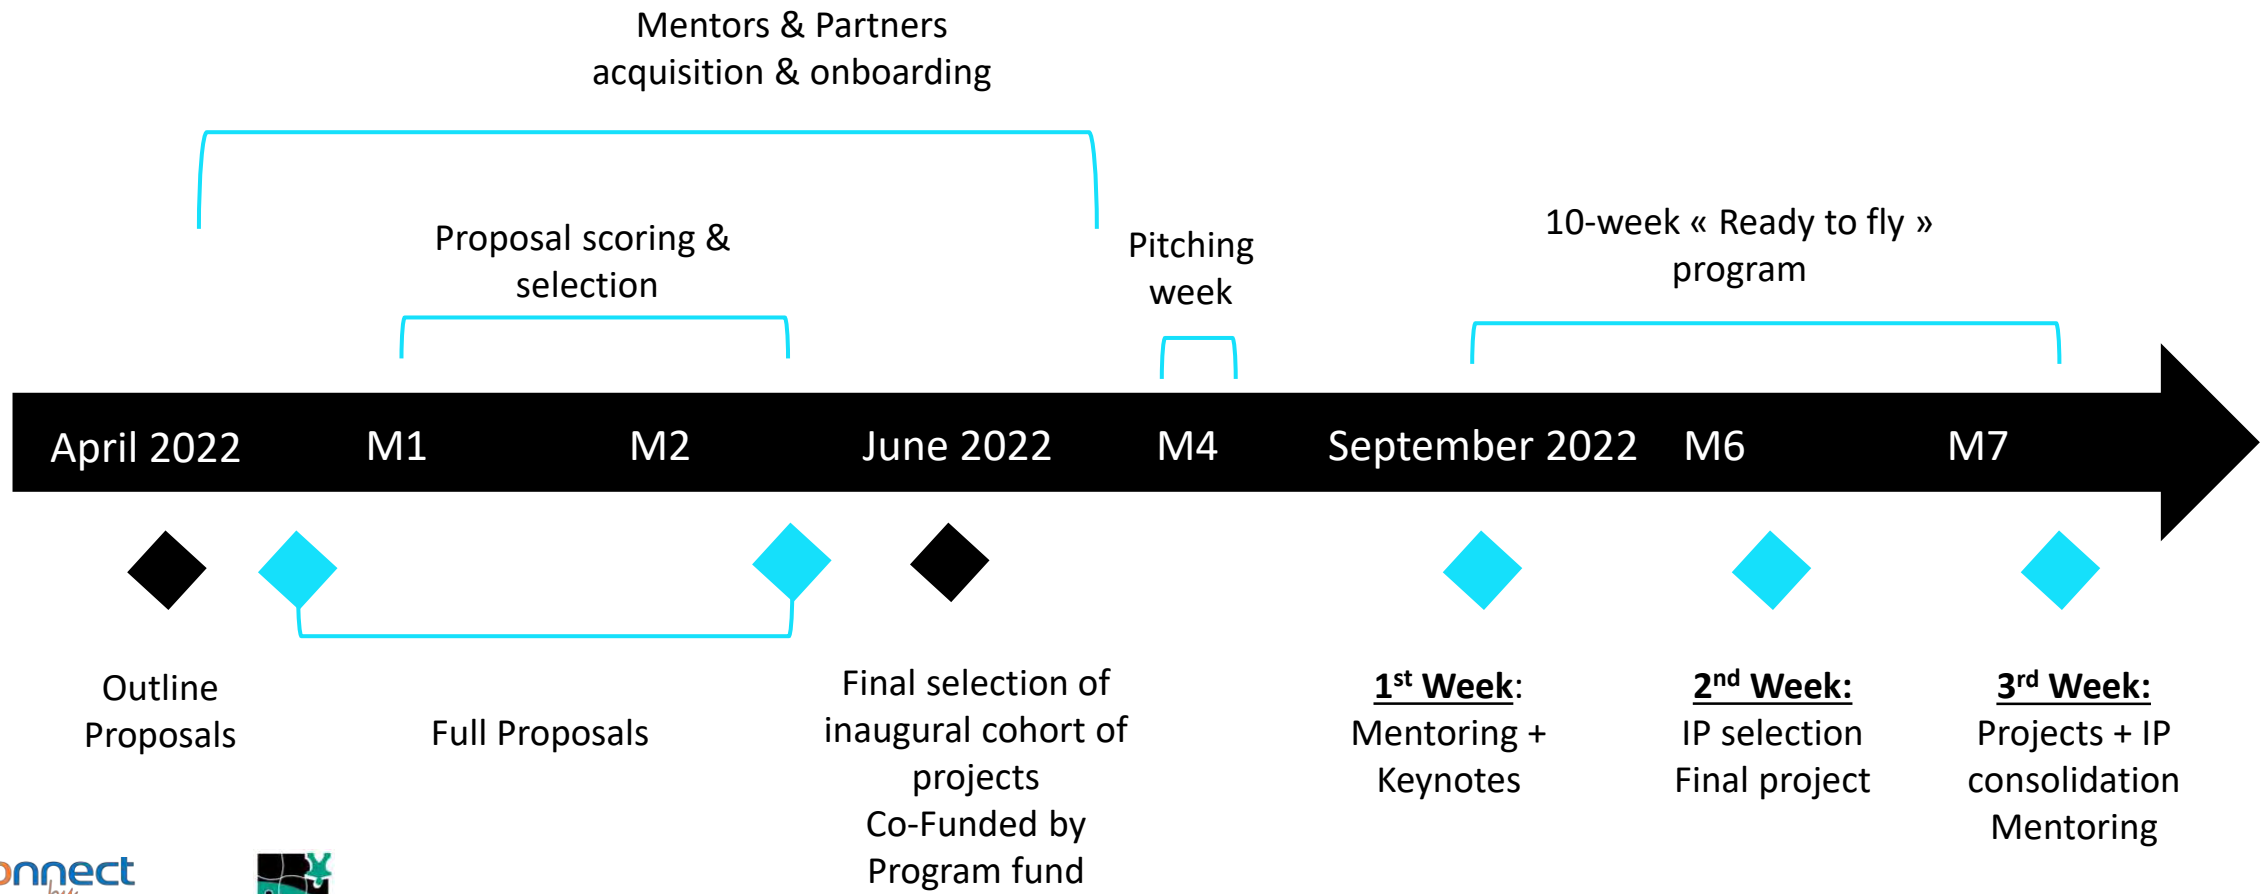 Mentors & Partners
acquisition & onboarding
Proposal scoring &
selection
Pitching
week
10-week « Ready to fly »
program
April 2022
M1
M2
June 2022
M4
September 2022
M6
M7
Outline
Proposals
Full Proposals
Final selection of
inaugural cohort of
projects
Co-Funded by
Program fund
1st Week:
Mentoring +
Keynotes
2nd Week:
IP selection
Final project
3rd Week:
Projects + IP
consolidation
Mentoring
onnect